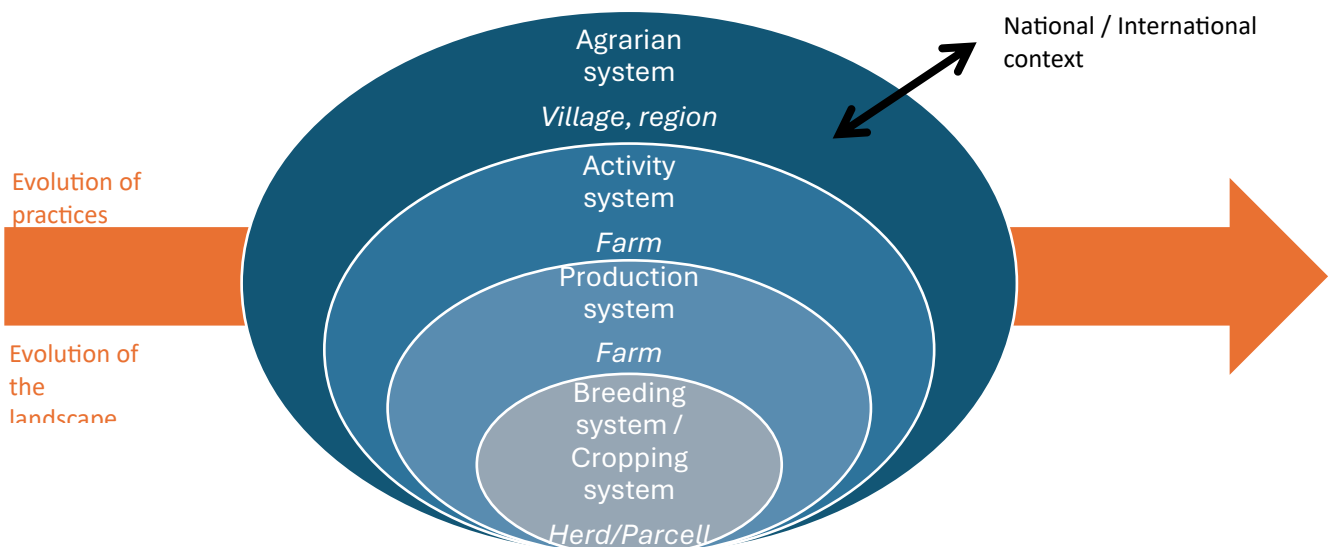 National / International
context
Agrarian
system
Village, region
Activity
system
Farm
Production
system
Farm
Breeding
system /
Cropping
system
Herd/Parcell
Evolution of
practices
Evolution of
the
landscape